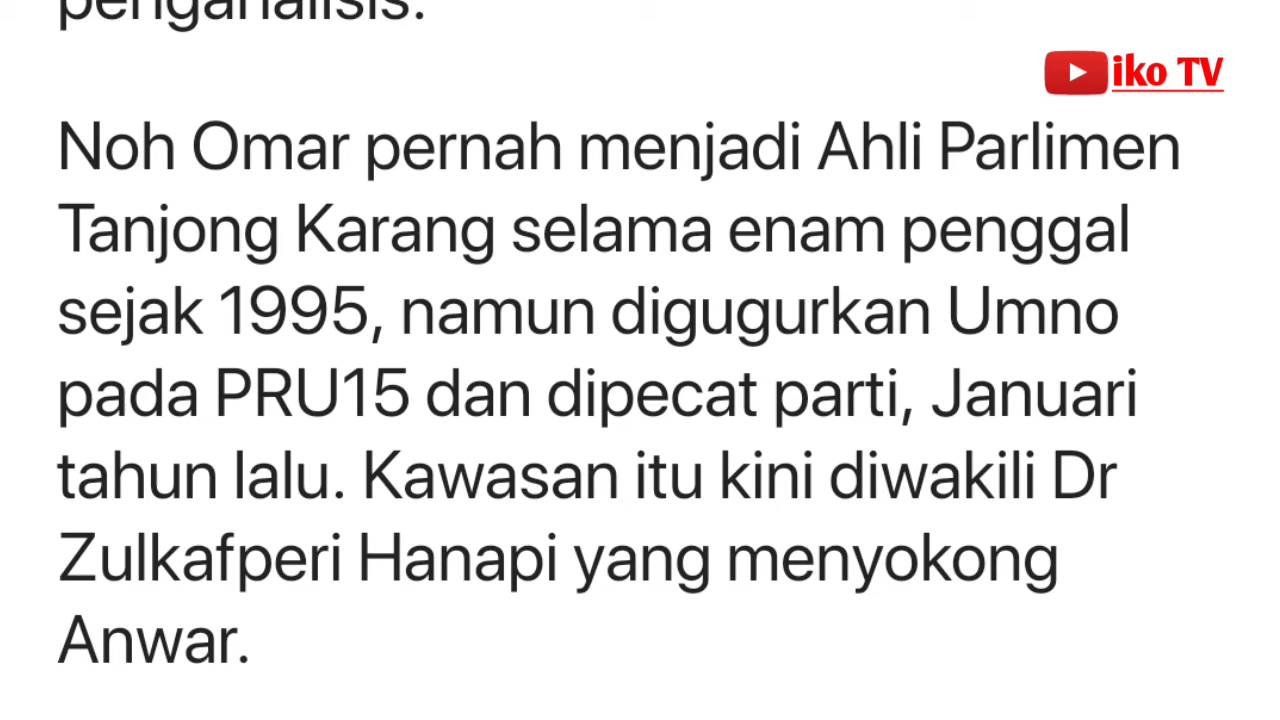 penganalisis.
iko TV
Noh Omar pernah menjadi Ahli Parlimen
Tanjong Karang selama enam penggal
sejak 1995, namun digugurkan Umno
pada PRU15 dan dipecat parti, Januari
tahun lalu. Kawasan itu kini diwakili Dr
Zulkafperi Hanapi yang menyokong
Anwar.